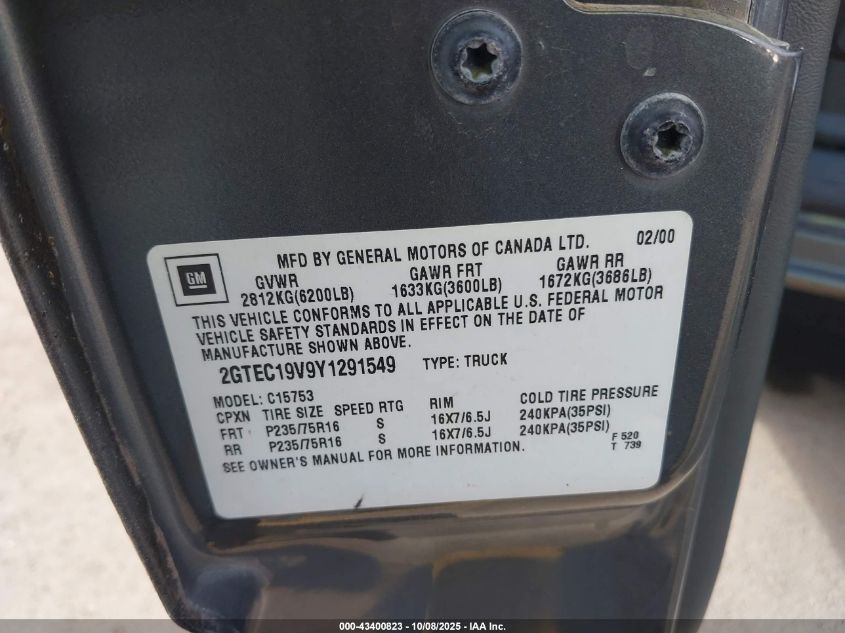 MFD BY GENERAL MOTORS OF CANADA LTD. 02/00
GM
GVWR GAWR FRT GAWR RR
2812KG(6200LB) 1633KG(3600LB) 1672KG(3686LB)
THIS VEHICLE CONFORMS TO ALL APPLICABLE U.S. FEDERAL MOTOR
VEHICLE SAFETY STANDARDS IN EFFECT ON THE DATE OF
MANUFACTURE SHOWN ABOVE.
2GTEC19V9Y1291549 TYPE: TRUCK
MODEL: C15753
CPXN TIRE SIZE SPEED RTG RIM COLD TIRE PRESSURE
FRT P235/75R16 S 16X7/6.5J 240KPA(35PSI)
RR P235/75R16 S 16X7/6.5J 240KPA(35PSI)
SEE OWNER'S MANUAL FOR MORE INFORMATION.
F 520
T 739
000-43400823 - 10/08/2025 - IAA Inc.